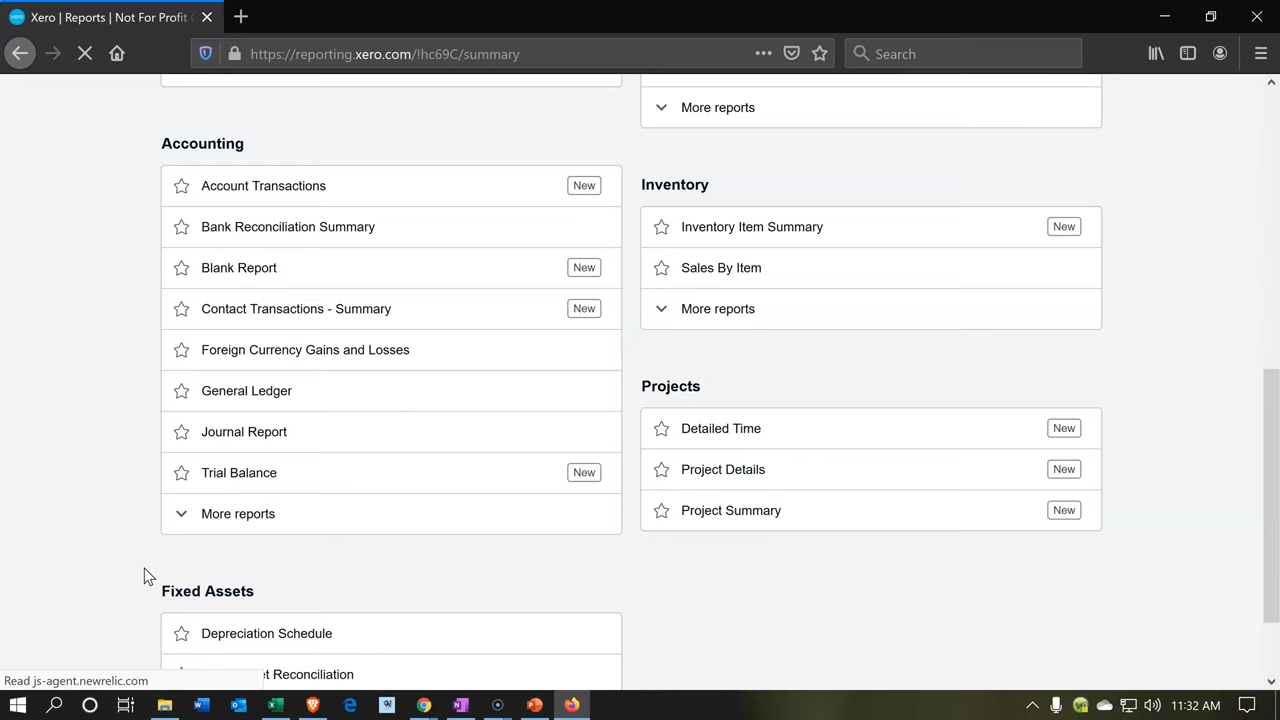 Xero | Reports | Not For Profit
https://reporting.xero.com/!hc69C/summary
Search
More reports
Accounting
Account Transactions New
Bank Reconciliation Summary
Blank Report New
Contact Transactions - Summary New
Foreign Currency Gains and Losses
General Ledger
Journal Report
Trial Balance New
More reports
Inventory
Inventory Item Summary New
Sales By Item
More reports
Projects
Detailed Time New
Project Details New
Project Summary New
Fixed Assets
Depreciation Schedule
Reconciliation
Read js-agent.newrelic.com
11:32 AM